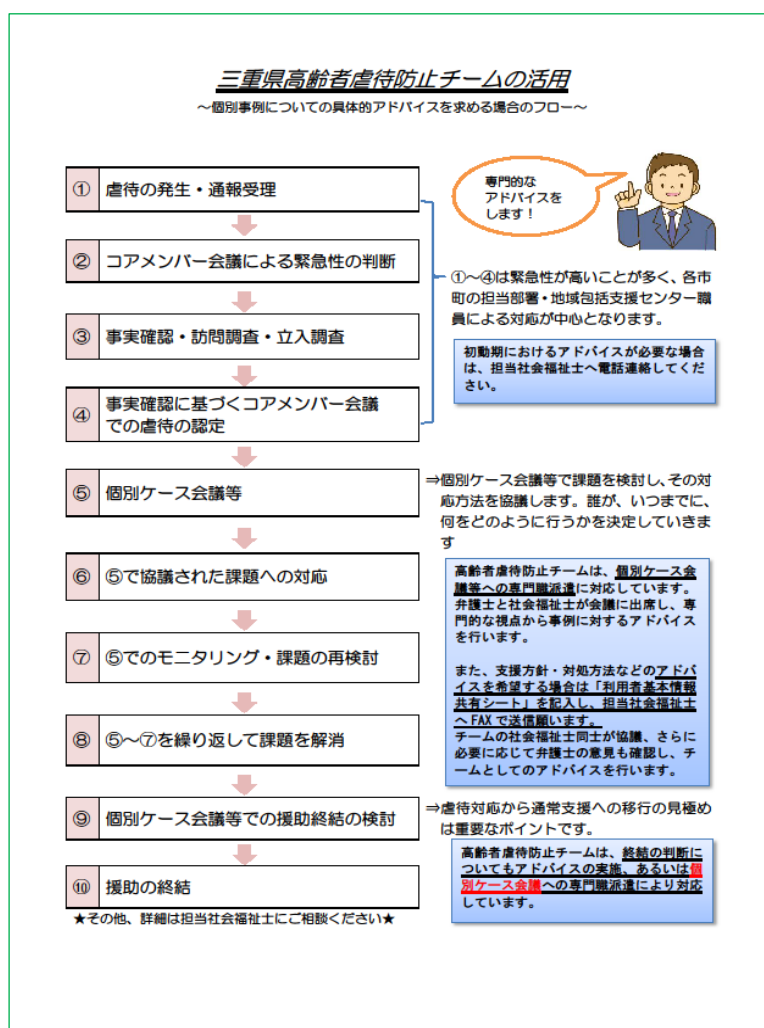 三重県高齢者虐待防止チームの活用
～個別事例についての具体的アドバイスを求める場合のフロー～
専門的な
アドバイスを
します！
① 虐待の発生・通報受理
② コアメンバー会議による緊急性の判断
③ 事実確認・訪問調査・立入調査
④ 事実確認に基づくコアメンバー会議
での虐待の認定
①～④は緊急性が高いことが多く、各市
町の担当部署・地域包括支援センター職
員による対応が中心となります。
初動期におけるアドバイスが必要な場合
は、担当社会福祉士へ電話連絡してくだ
さい。
⑤ 個別ケース会議等
⇒個別ケース会議等で課題を検討し、その対
応方法を協議します。誰が、いつまでに、
何をどのように行うかを決定していきま
す
⑥ ⑤で協議された課題への対応
⑦ ⑤でのモニタリング・課題の再検討
⑧ ⑤～⑦を繰り返して課題を解消
高齢者虐待防止チームは、個別ケース会
議等への専門職派遣に対応しています。
弁護士と社会福祉士が会議に出席し、専
門的な視点から事例に対するアドバイス
を行います。
また、支援方針・対処方法などのアドバ
イスを希望する場合は「利用者基本情報
共有シート」を記入し、担当社会福祉士
へFAXで送信願います。
チームの社会福祉士同士が協議、さらに
必要に応じて弁護士の意見も確認し、チ
ームとしてのアドバイスを行います。
⑨ 個別ケース会議等での援助終結の検討
⇒虐待対応から通常支援への移行の見極め
は重要なポイントです。
⑩ 援助の終結
高齢者虐待防止チームは、終結の判断に
ついてもアドバイスの実施、あるいは個
別ケース会議への専門職派遣により対応
しています。
★その他、詳細は担当社会福祉士にご相談ください★